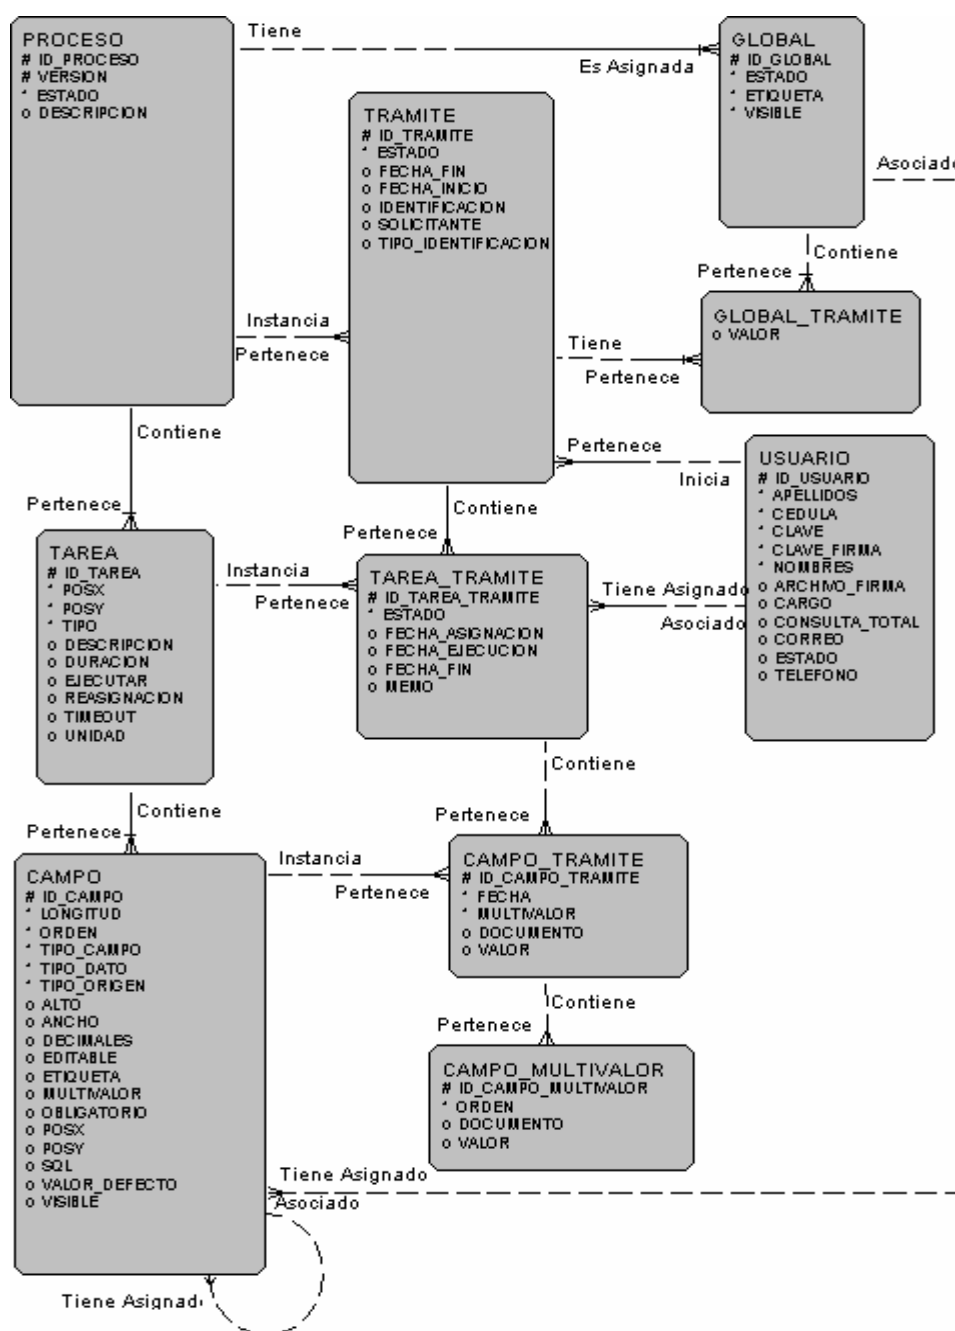 PROCESO
# ID_PROCESO
# VERSION
* ESTADO
o DESCRIPCION
Tiene
Es Asignada
GLOBAL
# ID_GLOBAL
* ESTADO
* ETIQUETA
* VISIBLE
TRAMITE
# ID_TRAMITE
* ESTADO
o FECHA_FIN
o FECHA_INICIO
o IDENTIFICACION
o SOLICITANTE
o TIPO_IDENTIFICACION
Asociado
Contiene
Pertenece
Instancia
Pertenece
GLOBAL_TRAMITE
o VALOR
Tiene
Pertenece
Contiene
Pertenece
Inicia
USUARIO
# ID_USUARIO
* APELLIDOS
* CEDULA
* CLAVE
* CLAVE_FIRMA
* NOMBRES
o ARCHIVO_FIRMA
o CARGO
o CONSULTA_TOTAL
o CORREO
o ESTADO
o TELEFONO
Pertenece
Contiene
Pertenece
TAREA
# ID_TAREA
* POSX
* POSY
* TIPO
o DESCRIPCION
o DURACION
o EJECUTAR
o REASIGNACION
o TIMEOUT
o UNIDAD
Instancia
Pertenece
TAREA_TRAMITE
# ID_TAREA_TRAMITE
* ESTADO
o FECHA_ASIGNACION
o FECHA_EJECUCION
o FECHA_FIN
o MEMO
Tiene Asignado
Asociado
Contiene
Pertenece
Contiene
Pertenece
CAMPO
# ID_CAMPO
* LONGITUD
* ORDEN
* TIPO_CAMPO
* TIPO_DATO
* TIPO_ORIGEN
o ALTO
o ANCHO
o DECIMALES
o EDITABLE
o ETIQUETA
o MULTIVALOR
o OBLIGATORIO
o POSX
o POSY
o SQL
o VALOR_DEFECTO
o VISIBLE
Instancia
Pertenece
CAMPO_TRAMITE
# ID_CAMPO_TRAMITE
* FECHA
* MULTIVALOR
o DOCUMENTO
o VALOR
Contiene
Pertenece
CAMPO_MULTIVALOR
# ID_CAMPO_MULTIVALOR
* ORDEN
o DOCUMENTO
o VALOR
Tiene Asignado
Asociado
Tiene Asignado